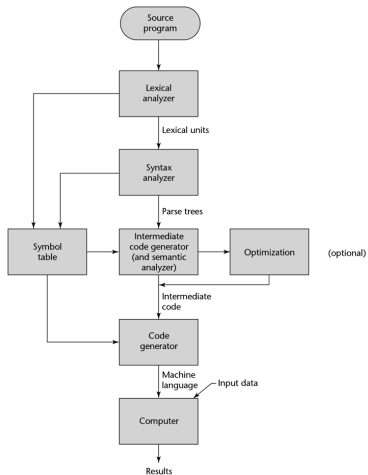 Source
program
Lexical
analyzer
Lexical units
Syntax
analyzer
Parse trees
Symbol
table
Intermediate
code generator
(and semantic
analyzer)
Optimization
(optional)
Intermediate
code
Code
generator
Machine
language
Input data
Computer
Results